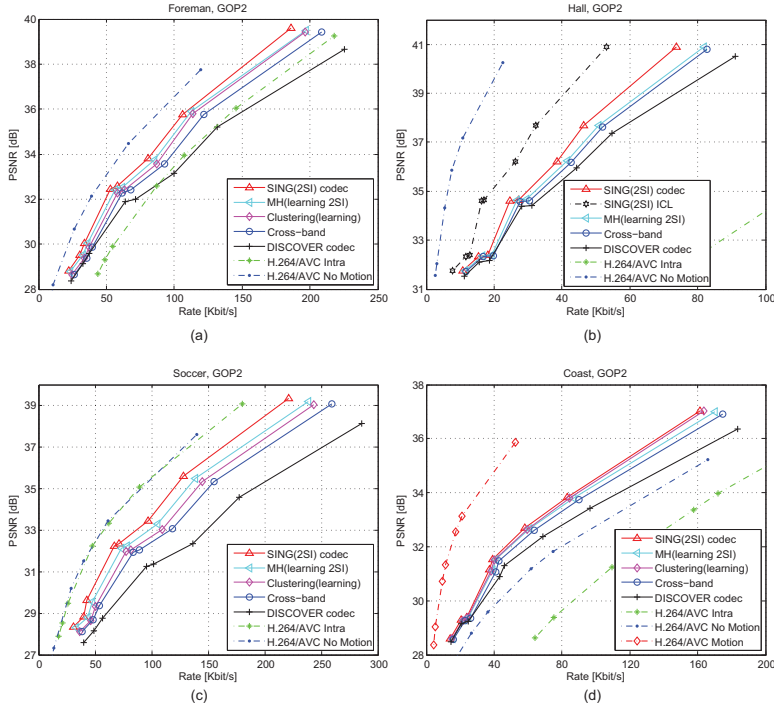 Foreman, GOP2
40
38
36
34
32
30
28
0
50
100
150
200
250
PSNR [dB]
Rate [Kbit/s]
SING(2SI) codec
MH(learning 2SI)
Clustering(learning)
Cross-band
DISCOVER codec
H.264/AVC Intra
H.264/AVC No Motion
(a)
Hall, GOP2
41
39
37
35
33
31
0
20
40
60
80
100
PSNR [dB]
Rate [Kbit/s]
SING(2SI) codec
SING(2SI) ICL
MH(learning 2SI)
Cross-band
DISCOVER codec
H.264/AVC Intra
H.264/AVC No Motion
(b)
Soccer, GOP2
39
37
35
33
31
29
27
0
50
100
150
200
250
300
PSNR [dB]
Rate [Kbit/s]
SING(2SI) codec
MH(learning 2SI)
Clustering(learning)
Cross-band
DISCOVER codec
H.264/AVC Intra
H.264/AVC No Motion
(c)
Coast, GOP2
38
36
34
32
30
28
0
40
80
120
160
200
PSNR [dB]
Rate [Kbit/s]
SING(2SI) codec
MH(learning 2SI)
Clustering(learning)
Cross-band
DISCOVER codec
H.264/AVC Intra
H.264/AVC No Motion
H.264/AVC Motion
(d)